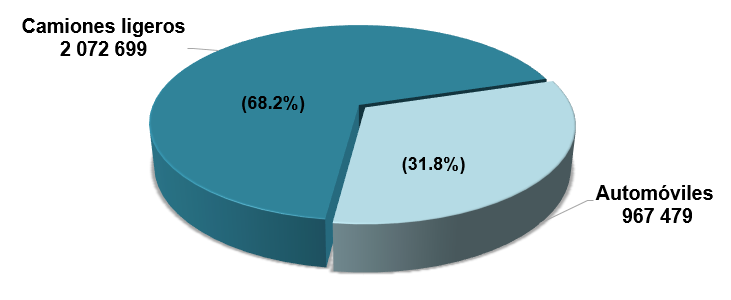 Camiones ligeros
2 072 699
(68.2%)
(31.8%)
Automóviles
967 479